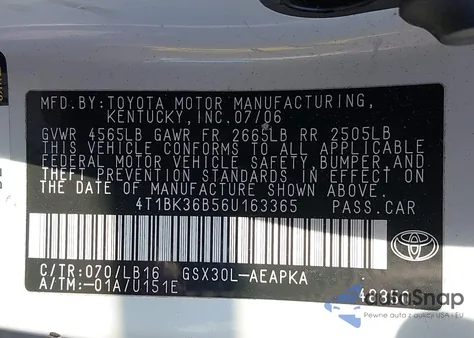 MFD.BY: TOYOTA MOTOR MANUFACTURING,
KENTUCKY, INC.07/06
GVWR 4565LB GAWR FR 2665LB RR 2505LB
THIS VEHICLE CONFORMS TO ALL APPLICABLE
FEDERAL MOTOR VEHICLE SAFETY, BUMPER AND
THEFT PREVENTION STANDARDS IN EFFECT ON
THE DATE OF MANUFACTURE SHOWN ABOVE.
4T1BK36B56U163365 PASS.CAR
TOYOTA
C/TR:070/LB16 GSX30L-AEAPKA
A/TM:-01A/U151E